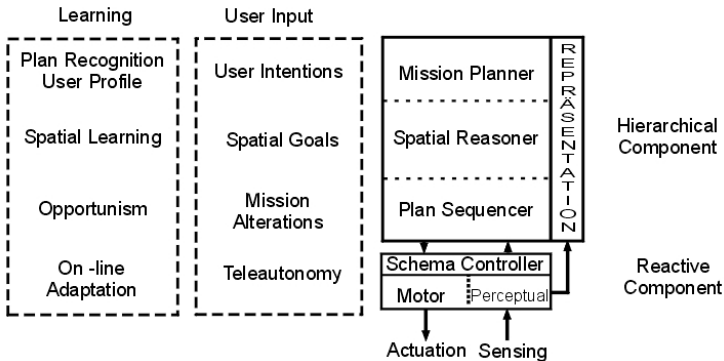 Learning
Plan Recognition
User Profile
Spatial Learning
Opportunism
On -line
Adaptation
User Input
User Intentions
Spatial Goals
Mission
Alterations
Teleautonomy
Mission Planner
Spatial Reasoner
Plan Sequencer
REPRÄSENTATION
Schema Controller
Motor
Perceptual
Actuation
Sensing
Hierarchical
Component
Reactive
Component